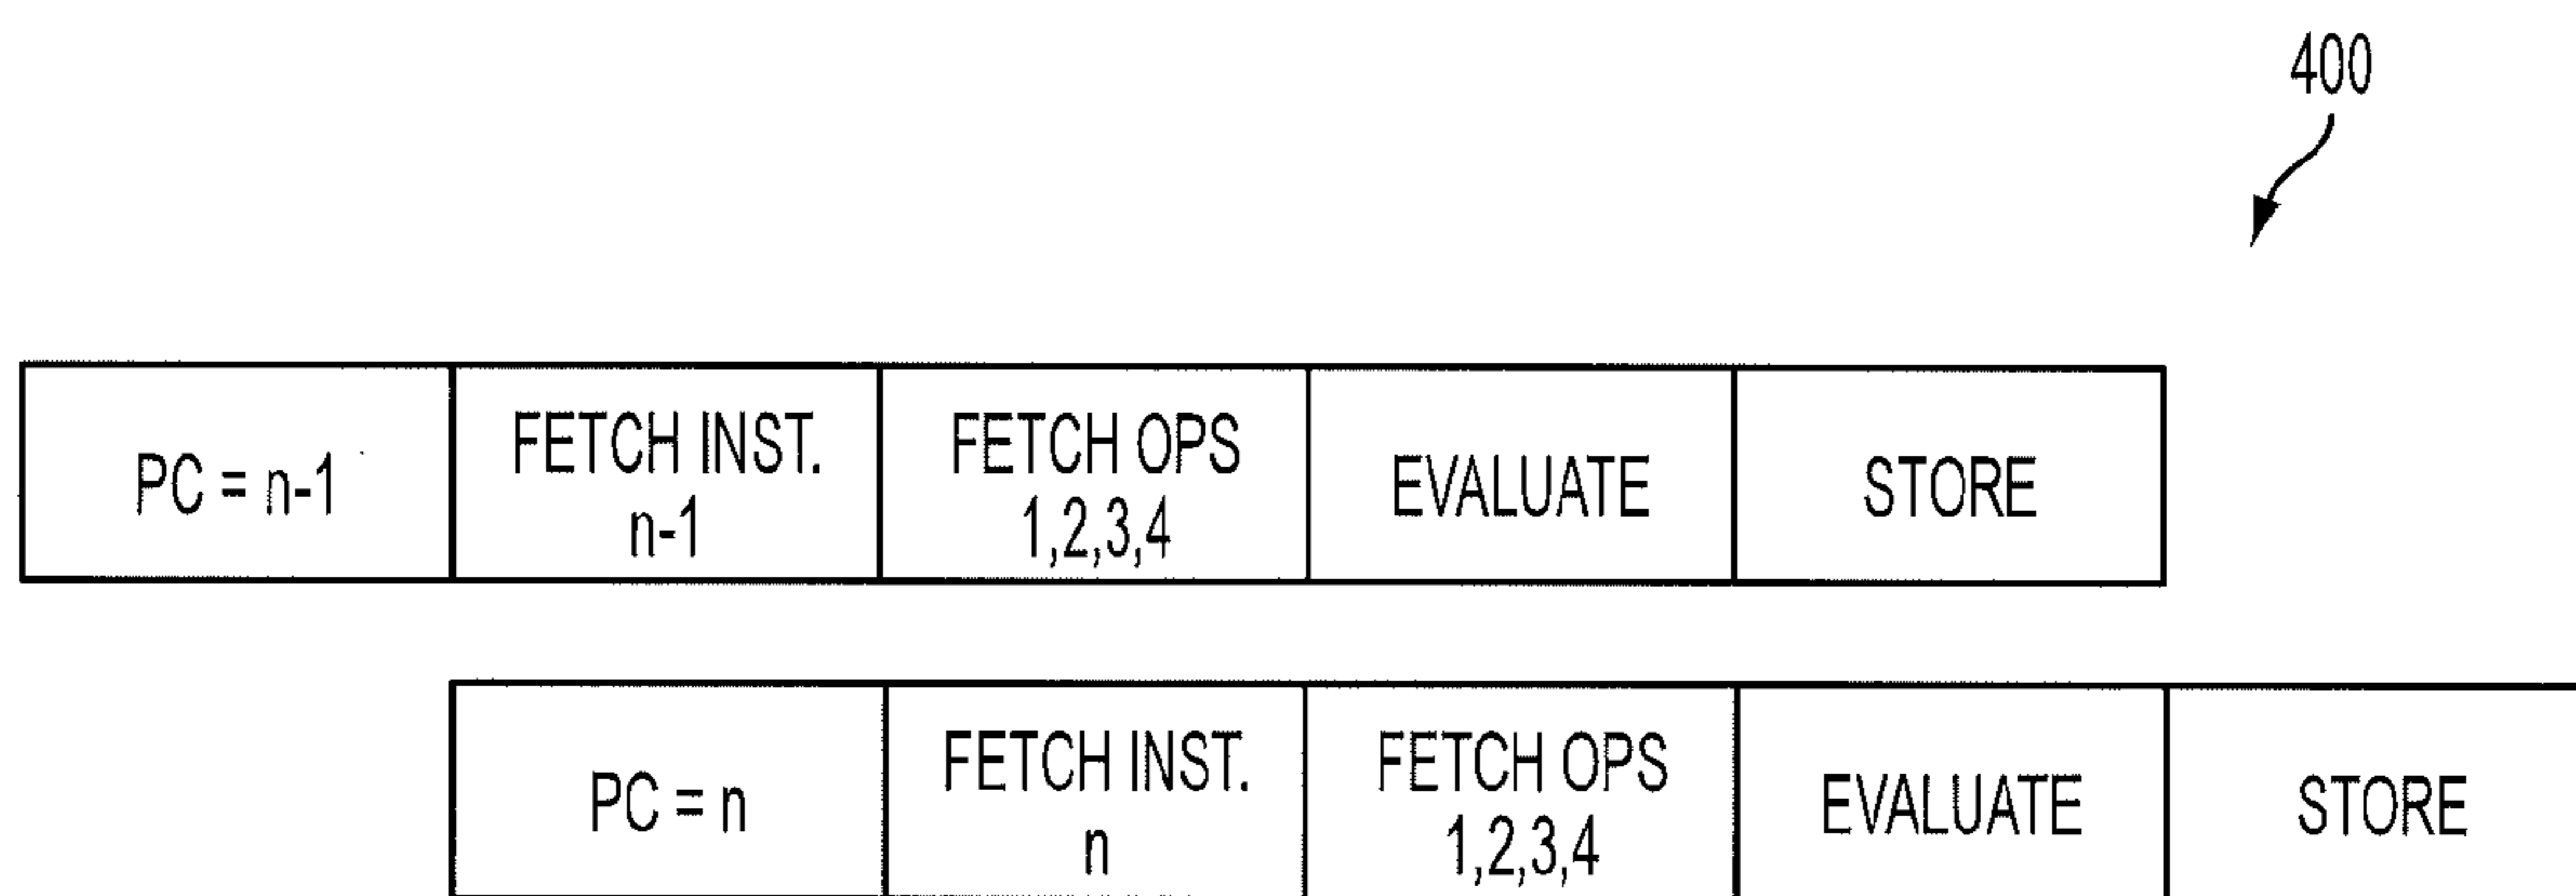 400
PC = n-1
FETCH INST.
n-1
FETCH OPS
1,2,3,4
EVALUATE
STORE
PC = n
FETCH INST.
n
FETCH OPS
1,2,3,4
EVALUATE
STORE